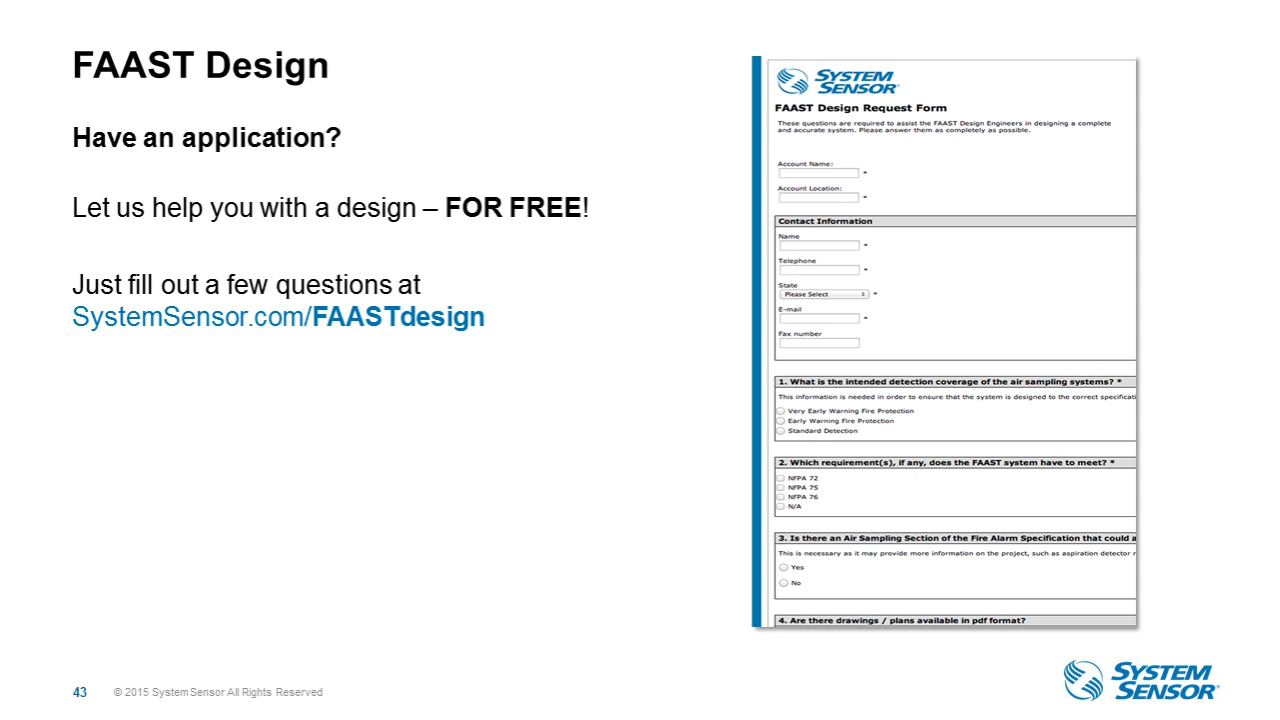 FAAST Design
Have an application?
Let us help you with a design – FOR FREE!
Just fill out a few questions at
SystemSensor.com/FAASTdesign
SYSTEM
SENSOR
FAAST Design Request Form
These questions are required to assist the FAAST Design Engineers in designing a complete
and accurate system. Please answer them as completely as possible.
Account Name:
*
Account Location:
*
Contact Information
Name
*
Telephone
*
State
Please Select *
E-mail
*
Fax number
1. What is the intended detection coverage of the air sampling systems? *
This information is needed in order to ensure that the system is designed to the correct specificati
Very Early Warning Fire Protection
Early Warning Fire Protection
Standard Detection
2. Which requirement(s), if any, does the FAAST system have to meet? *
NFPA 72
NFPA 75
NFPA 76
N/A
3. Is there an Air Sampling Section of the Fire Alarm Specification that could a
This is necessary as it may provide more information on the project, such as aspiration detector r
Yes
No
4. Are there drawings / plans available in pdf format?
43 © 2015 System Sensor All Rights Reserved
SYSTEM
SENSOR